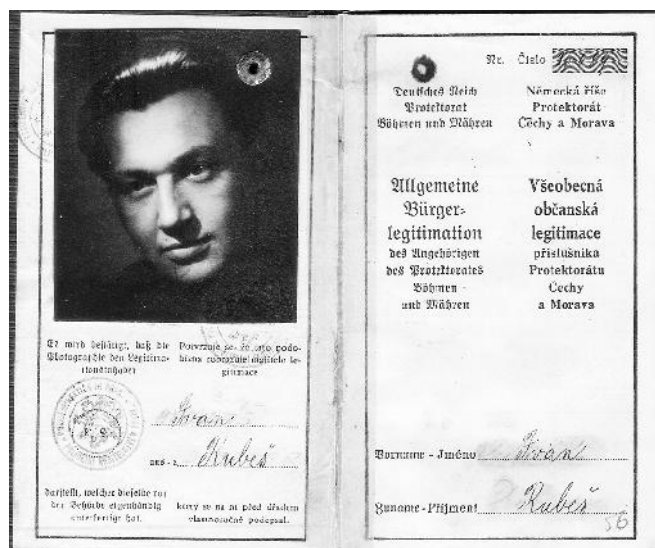 Es wird bestätigt, daß die
Photographie den Legitima-
tionsinhaber
Potvrzuje se, že tato podo-
bizna zobrazuje majitele le-
gitimace
Ivan
Kubeš
darstellt, welcher dieselbe vor
der Behörde eigenhändig
unterfertigt hat.
který se na ni před úřadem
vlastnoručně podepsal.
Nr. Číslo
Deutsches Reich
Protektorat
Böhmen und Mähren
Německá říše
Protektorát
Čechy a Morava
Allgemeine
Bürger-
legitimation
des Angehörigen
des Protektorates
Böhmen
und Mähren
Všeobecná
občanská
legitimace
příslušníka
Protektorátu
Čechy
a Morava
Vorname - Jméno Ivan
Zuname - Příjmení Kubeš